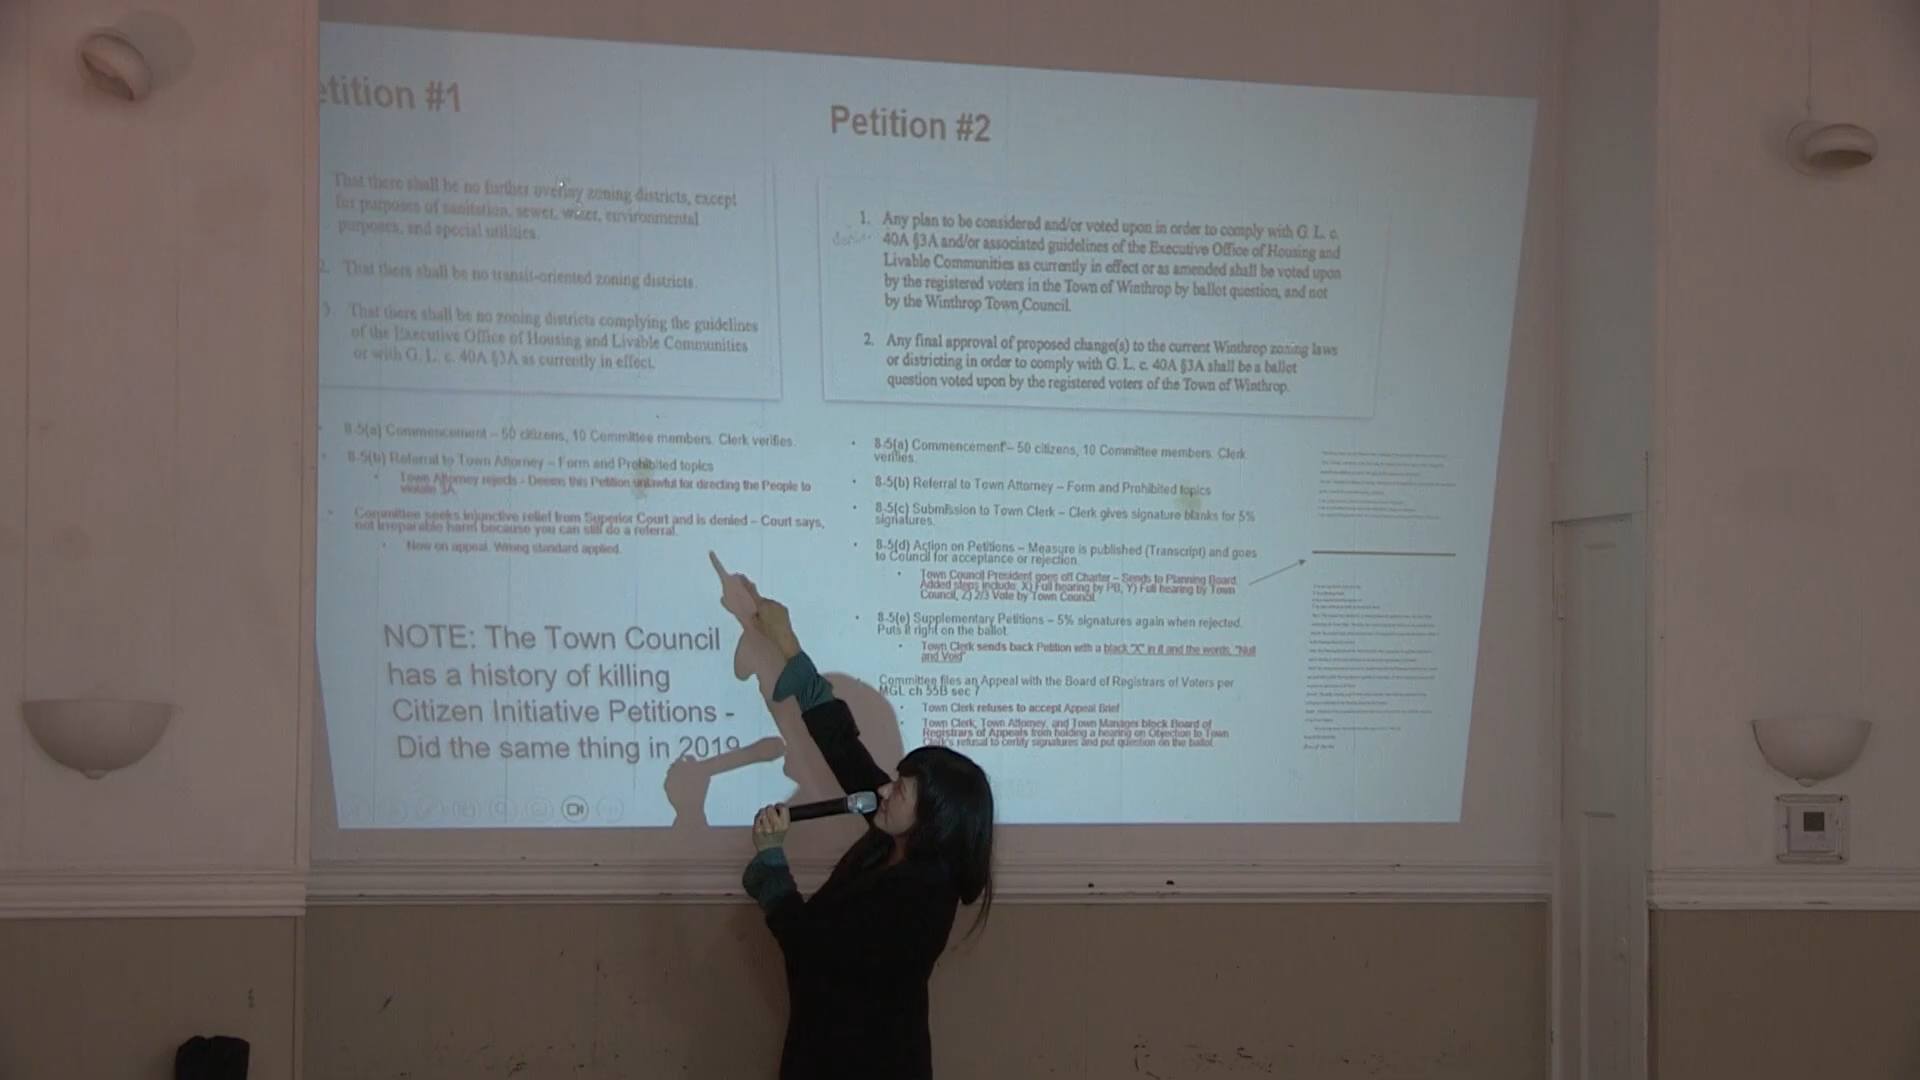 etition #1
That there shall be no further overlay zoning districts, except
for purposes of sanitation, sewer, water, environmental
purposes, and special utilities.
2. That there shall be no transit-oriented zoning districts.
3. That there shall be no zoning districts complying the guidelines
of the Executive Office of Housing and Livable Communities
or with G. L. c. 40A §3A as currently in effect.
8-5(a) Commencement – 50 citizens, 10 Committee members. Clerk verifies.
8-5(b) Referral to Town Attorney – Form and Prohibited topics
Town Attorney rejects - Deems this Petition unlawful for directing the People to
violate 3A.
Committee seeks injunctive relief from Superior Court and is denied – Court says,
not irreparable harm because you can still do a referral.
Now on appeal. Wrong standard applied.
NOTE: The Town Council
has a history of killing
Citizen Initiative Petitions -
Did the same thing in 2019
Petition #2
1. Any plan to be considered and/or voted upon in order to comply with G. L. c.
40A §3A and/or associated guidelines of the Executive Office of Housing and
Livable Communities as currently in effect or as amended shall be voted upon
by the registered voters in the Town of Winthrop by ballot question, and not
by the Winthrop Town Council.
2. Any final approval of proposed change(s) to the current Winthrop zoning laws
or districting in order to comply with G. L. c. 40A §3A shall be a ballot
question voted upon by the registered voters of the Town of Winthrop.
8-5(a) Commencement – 50 citizens, 10 Committee members. Clerk
verifies.
8-5(b) Referral to Town Attorney – Form and Prohibited topics
8-5(c) Submission to Town Clerk – Clerk gives signature blanks for 5%
signatures.
8-5(d) Action on Petitions – Measure is published (Transcript) and goes
to Council for acceptance or rejection.
Town Council President goes off Charter – Sends to Planning Board.
Added steps include: X) Full hearing by PB, Y) Full hearing by Town
Council, Z) 2/3 Vote by Town Council
8-5(e) Supplementary Petitions – 5% signatures again when rejected.
Puts it right on the ballot.
Town Clerk sends back Petition with a black "X" in it and the words, "Null
and Void"
Committee files an Appeal with the Board of Registrars of Voters per
MGL ch 55B sec 7
Town Clerk refuses to accept Appeal Brief
Town Clerk, Town Attorney, and Town Manager block Board of
Registrars of Appeals from holding a hearing on Objection to Town
Clerk's refusal to certify signatures and put question on the ballot.